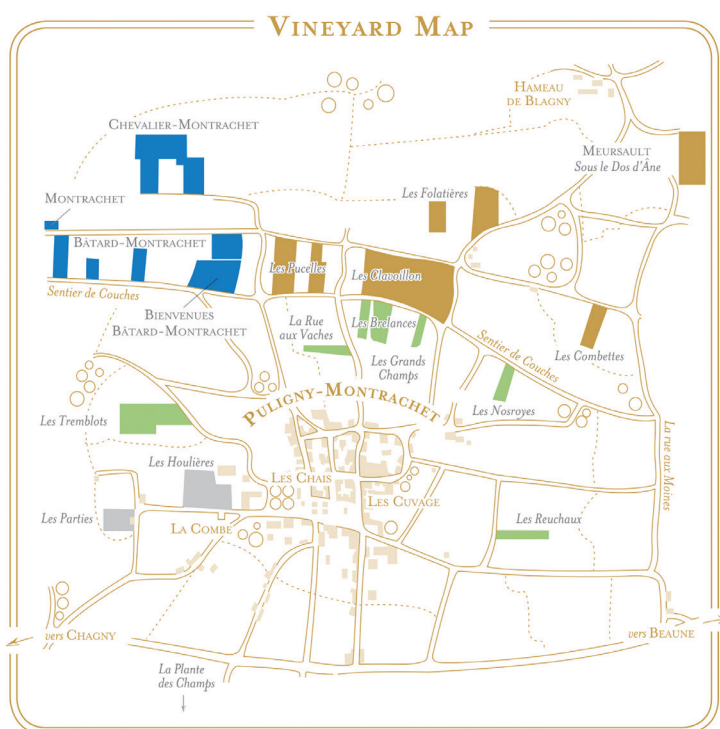 VINEYARD MAP
HAMEAU
DE BLAGNY
CHEVALIER-MONTRACHET
MEURSAULT
Sous le Dos d'Âne
Les Folatières
MONTRACHET
BÂTARD-MONTRACHET
Les Pucelles
Les Clavoillon
Sentier de Couches
BIENVENUES
BÂTARD-MONTRACHET
La Rue
aux Vaches
Les Brelances
Les Grands
Champs
Sentier de Couches
Les Combettes
PULIGNY-MONTRACHET
Les Nosroyes
Les Tremblots
La rue aux Moines
Les Houlières
LES CHAIS
LES CUVAGE
Les Parties
LA COMBE
Les Reuchaux
vers CHAGNY
vers BEAUNE
La Plante
des Champs